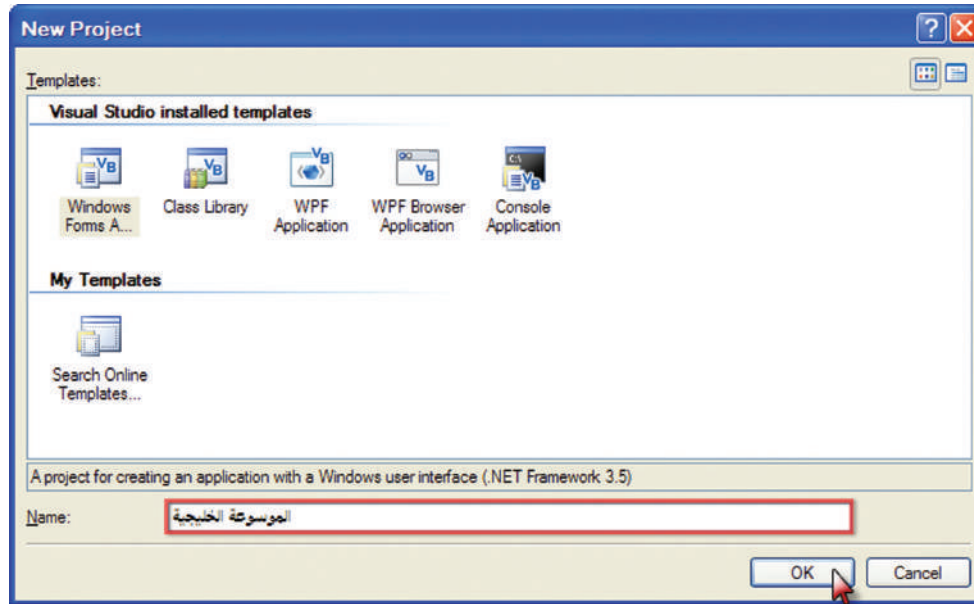 New Project
Templates:
Visual Studio installed templates
Windows Forms A...
Class Library
WPF Application
WPF Browser Application
Console Application
My Templates
Search Online Templates...
A project for creating an application with a Windows user interface (.NET Framework 3.5)
Name:
الموسوعة الخليجية
OK
Cancel